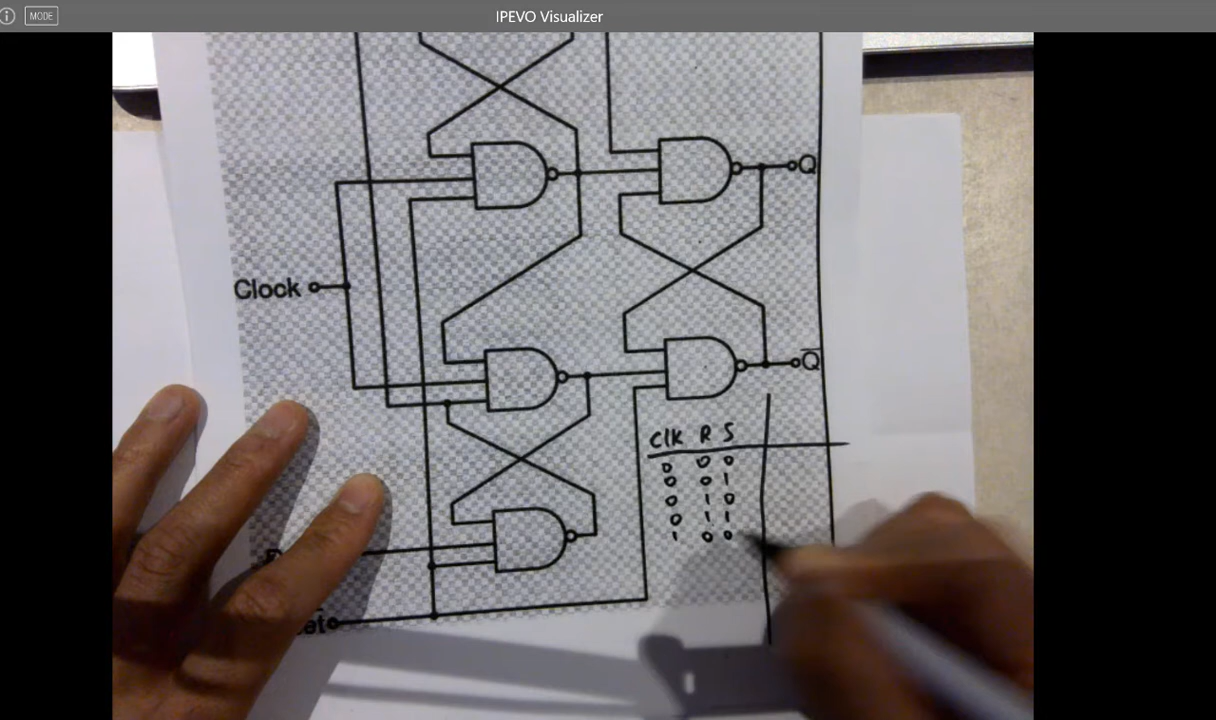 MODE
IPEVO Visualizer
Q
Clock
Q̅
Clk R S
0 0 0
0 0 1
0 1 0
0 1 1
1 0 0